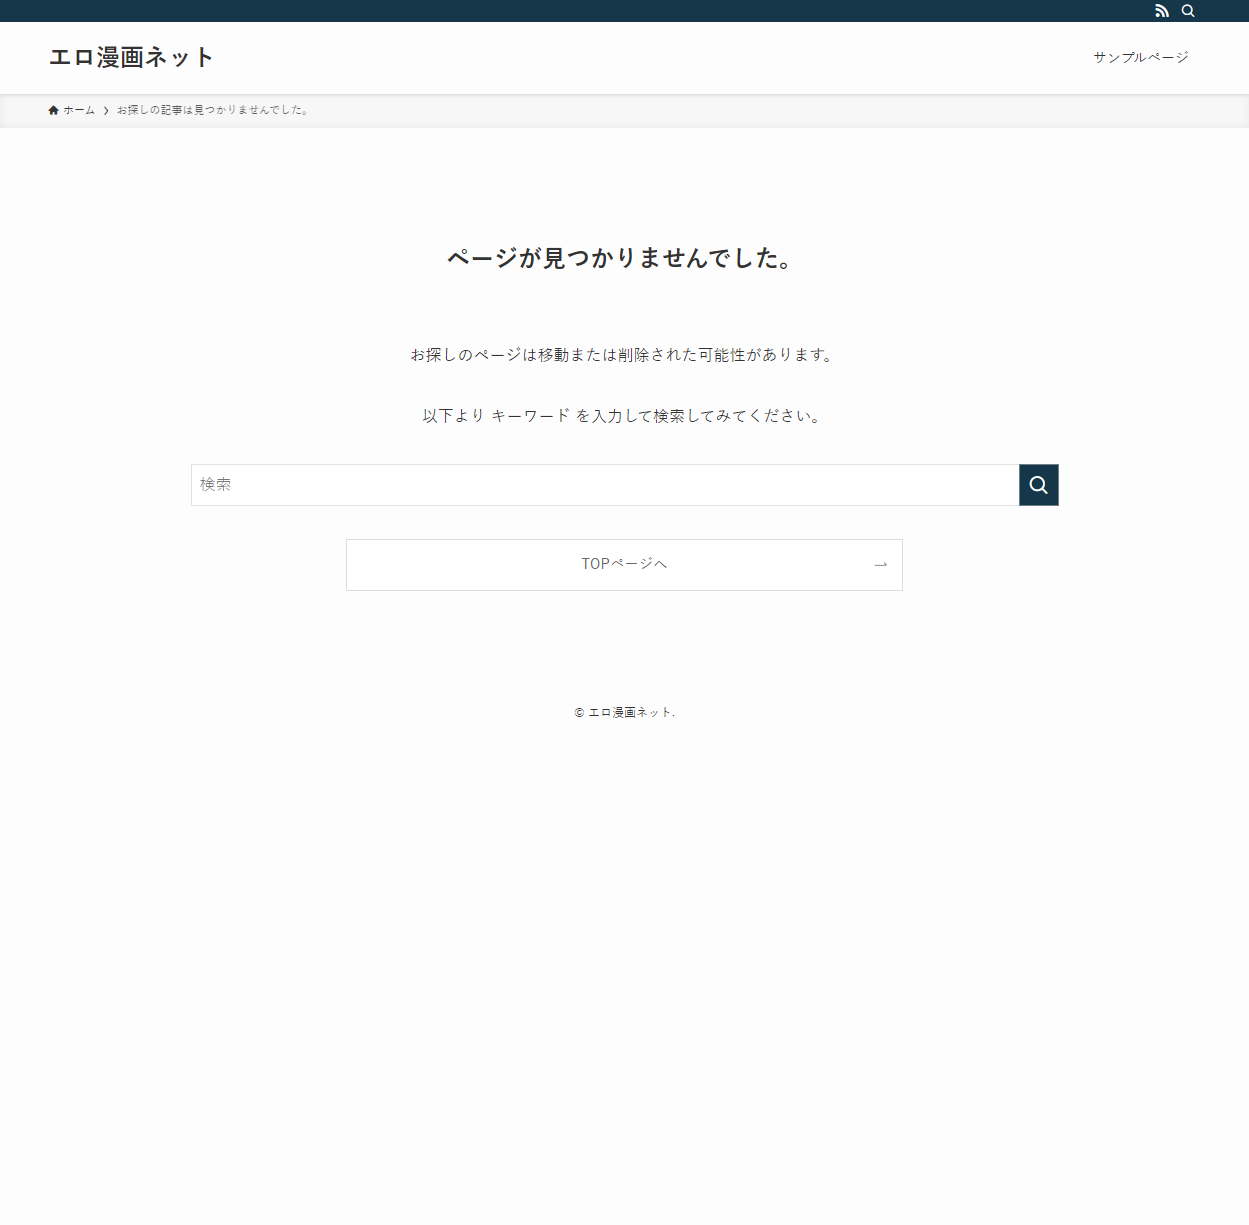 エロ漫画ネット
サンプルページ
ホーム
お探しの記事は見つかりませんでした。
ページが見つかりませんでした。
お探しのページは移動または削除された可能性があります。
以下より キーワード を入力して検索してみてください。
検索
TOPページへ
© エロ漫画ネット.